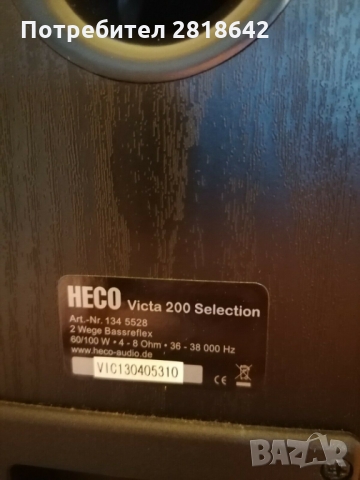 Потребител 2818642
HECO Victa 200 Selection
Art.-Nr. 134 5528
2 Wege Bassreflex
60/100 W • 4 - 8 Ohm • 36 - 38 000 Hz
www.heco-audio.de
VIC130405310
CE
BAZAR